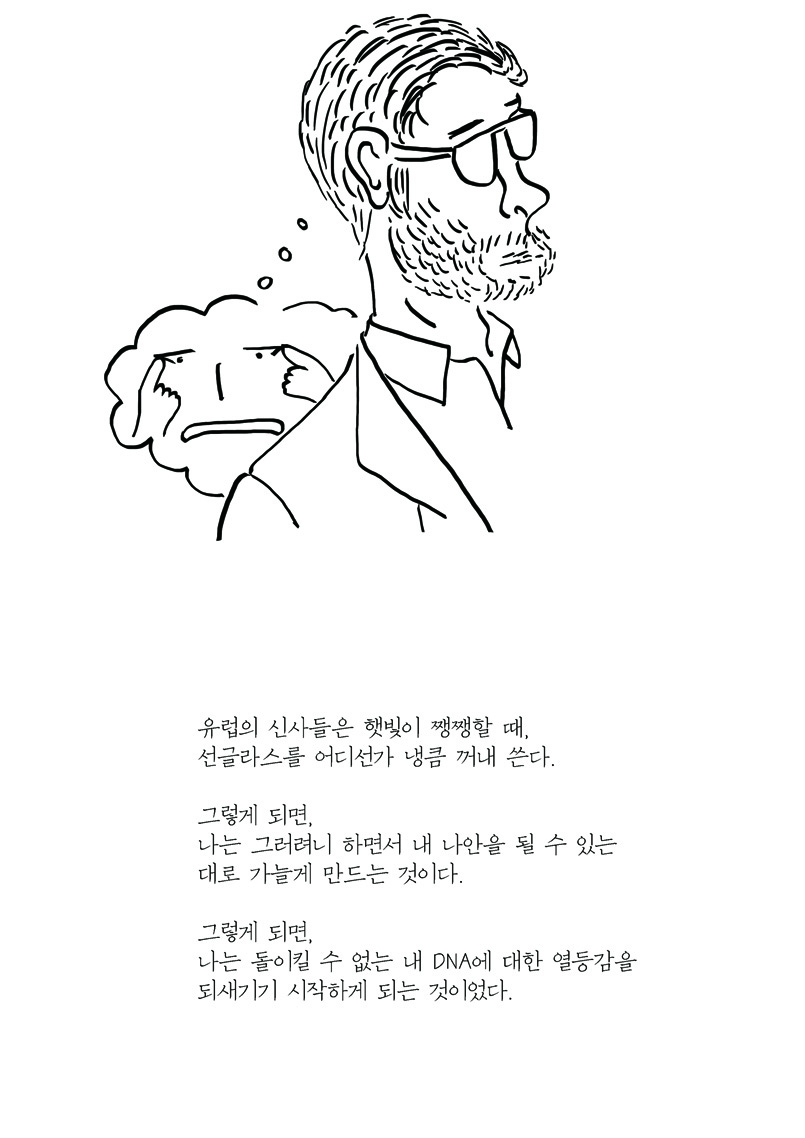 유럽의 신사들은 햇빛이 쨍쨍할 때,
선글라스를 어디선가 냉큼 꺼내 쓴다.
그렇게 되면,
나는 그러려니 하면서 내 나안을 될 수 있는
대로 가늘게 만드는 것이다.
그렇게 되면,
나는 돌이킬 수 없는 내 DNA에 대한 열등감을
되새기기 시작하게 되는 것이었다.